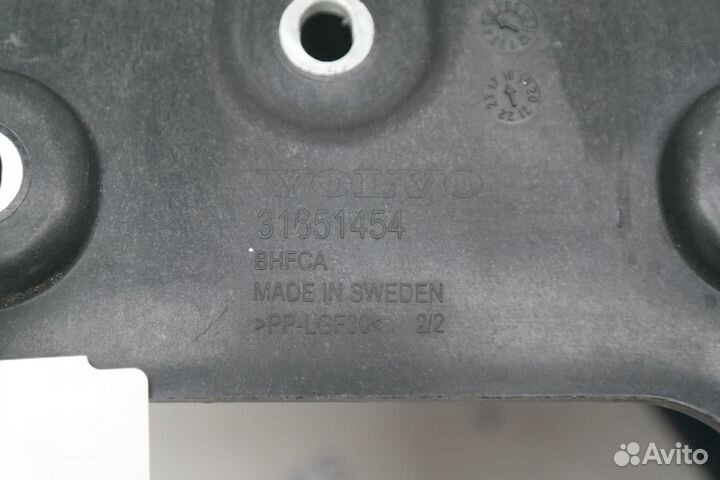 VOLVO
31651454
BHFCA
MADE IN SWEDEN
>PP-LGF30< 2/2
Avito